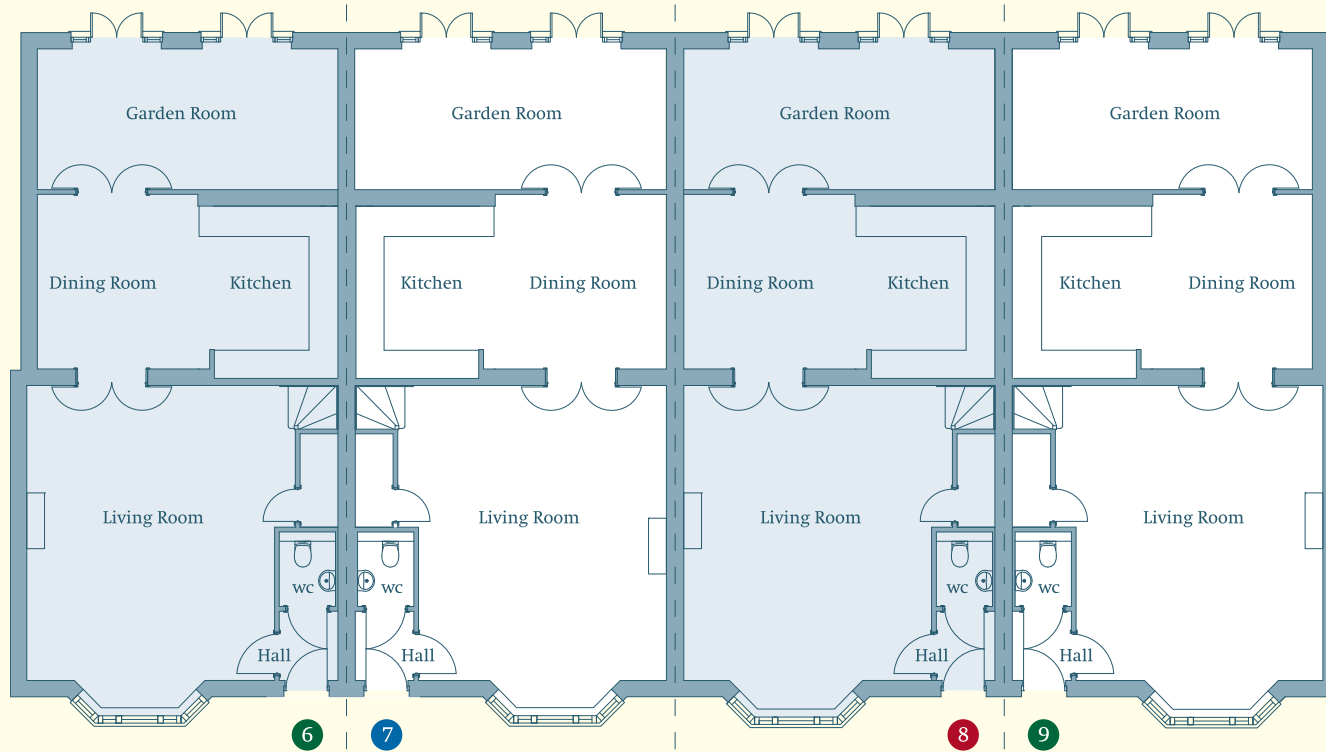 Garden Room Garden Room Garden Room Garden Room
Dining Room Kitchen Kitchen Dining Room Dining Room Kitchen Kitchen Dining Room
Living Room Living Room Living Room Living Room
wc wc wc wc
Hall Hall Hall Hall
6 7 8 9